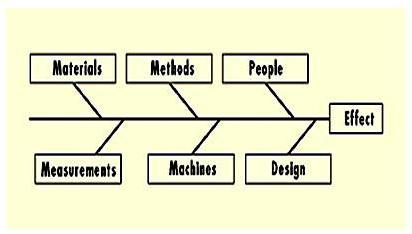 Materials
Methods
People
Effect
Measurements
Machines
Design